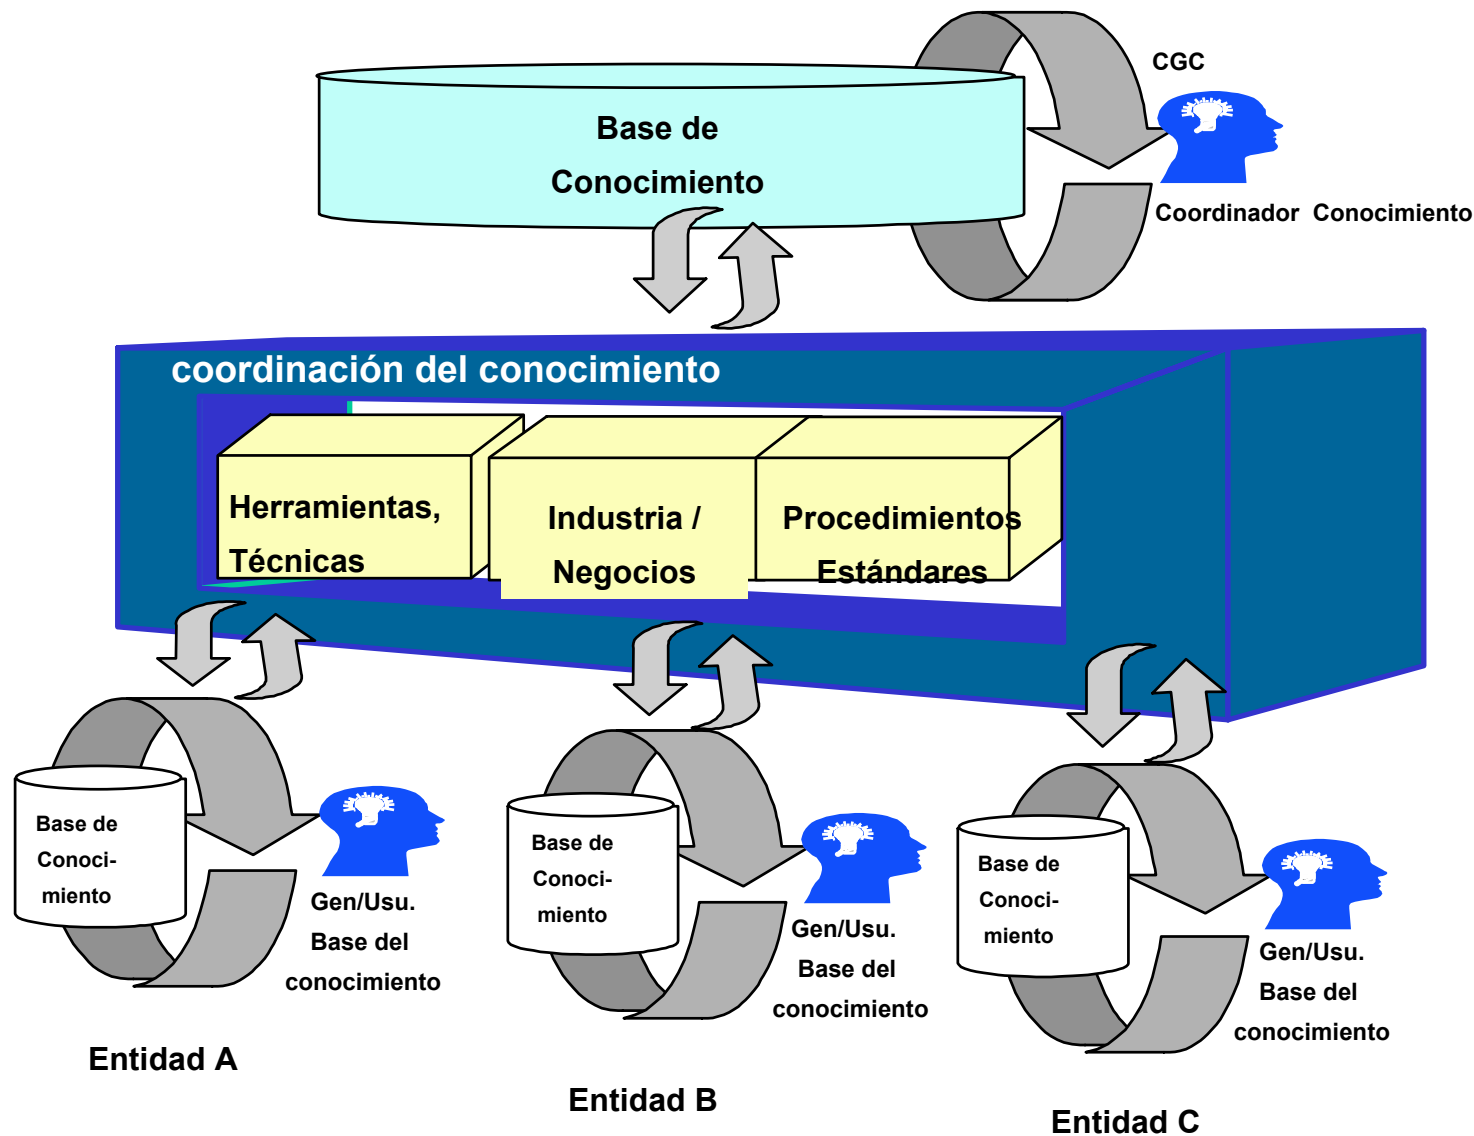 CGC
Base de
Conocimiento
Coordinador Conocimiento
coordinación del conocimiento
Herramientas,
Técnicas
Industria /
Negocios
Procedimientos
Estándares
Base de
Conoci-
miento
Gen/Usu.
Base del
conocimiento
Entidad A
Base de
Conoci-
miento
Gen/Usu.
Base del
conocimiento
Entidad B
Base de
Conoci-
miento
Gen/Usu.
Base del
conocimiento
Entidad C